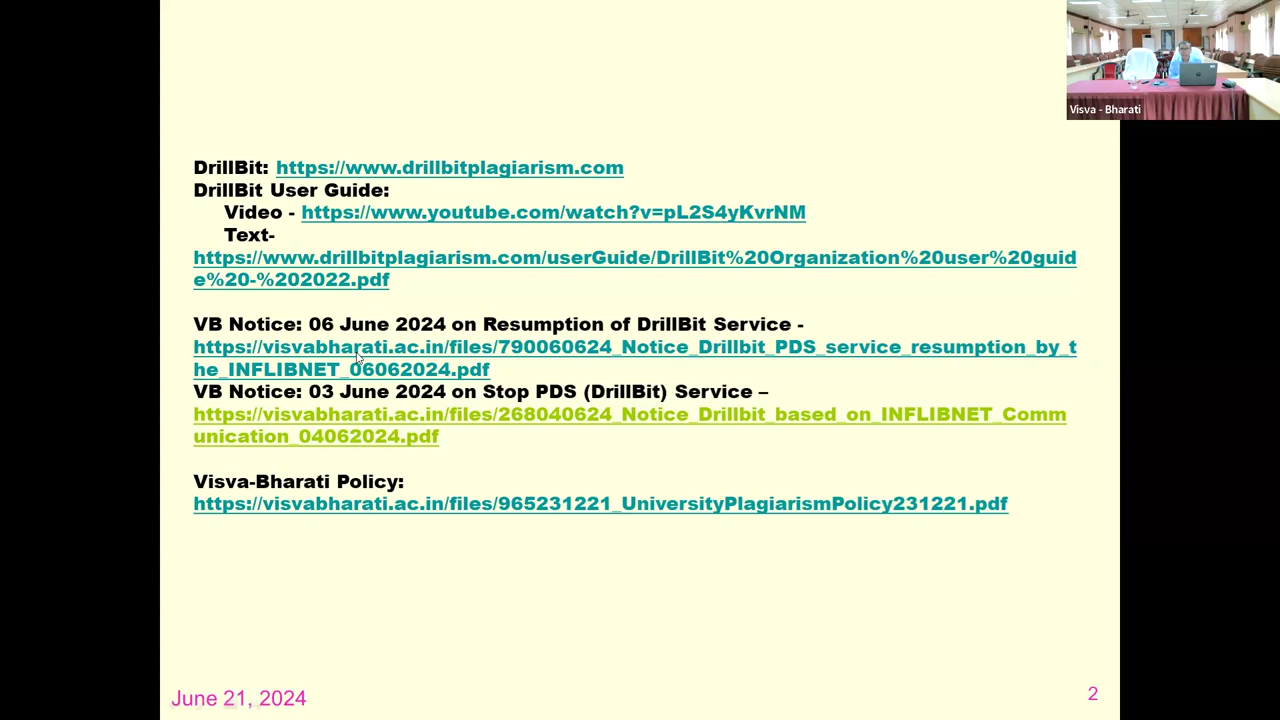 Visva - Bharati
DrillBit: https://www.drillbitplagiarism.com
DrillBit User Guide:
Video - https://www.youtube.com/watch?v=pL2S4yKvrNM
Text-
https://www.drillbitplagiarism.com/userGuide/DrillBit%20Organization%20user%20guid
e%20-%202022.pdf
VB Notice: 06 June 2024 on Resumption of DrillBit Service -
https://visvabharati.ac.in/files/790060624_Notice_Drillbit_PDS_service_resumption_by_t
he_INFLIBNET_06062024.pdf
VB Notice: 03 June 2024 on Stop PDS (DrillBit) Service –
https://visvabharati.ac.in/files/268040624_Notice_Drillbit_based_on_INFLIBNET_Comm
unication_04062024.pdf
Visva-Bharati Policy:
https://visvabharati.ac.in/files/965231221_UniversityPlagiarismPolicy231221.pdf
June 21, 2024
2